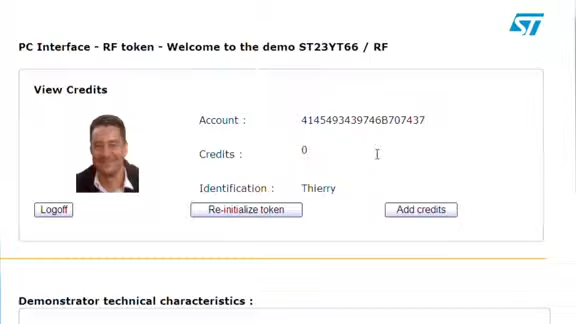 ST
PC Interface - RF token - Welcome to the demo ST23YT66 / RF
View Credits
Account : 4145493439746B707437
Credits : 0
Identification : Thierry
Logoff Re-initialize token Add credits
Demonstrator technical characteristics :